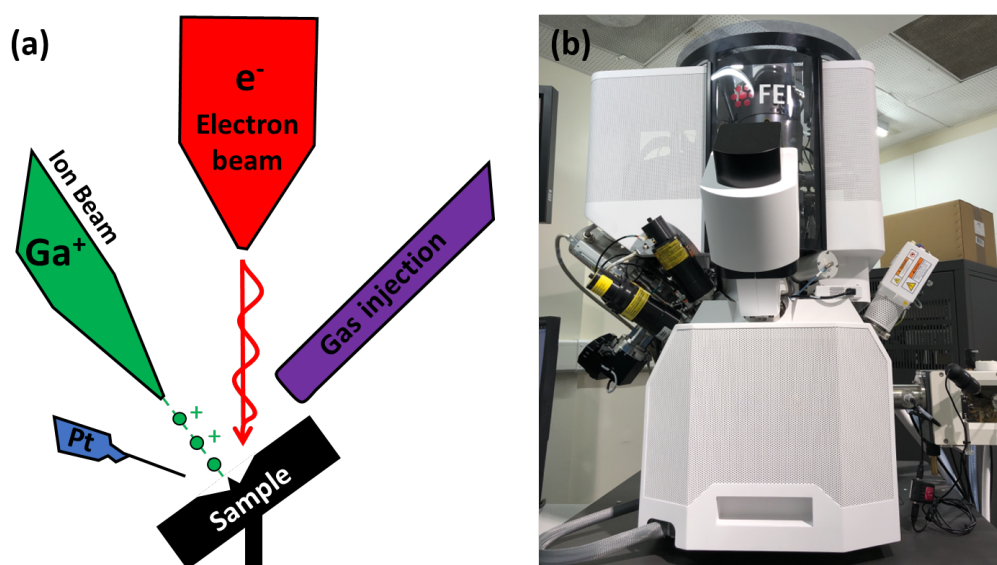 (a)
e⁻
Electron
beam
Ion Beam
Ga⁺
Gas injection
+
+
Pt
Sample
(b)
FEI